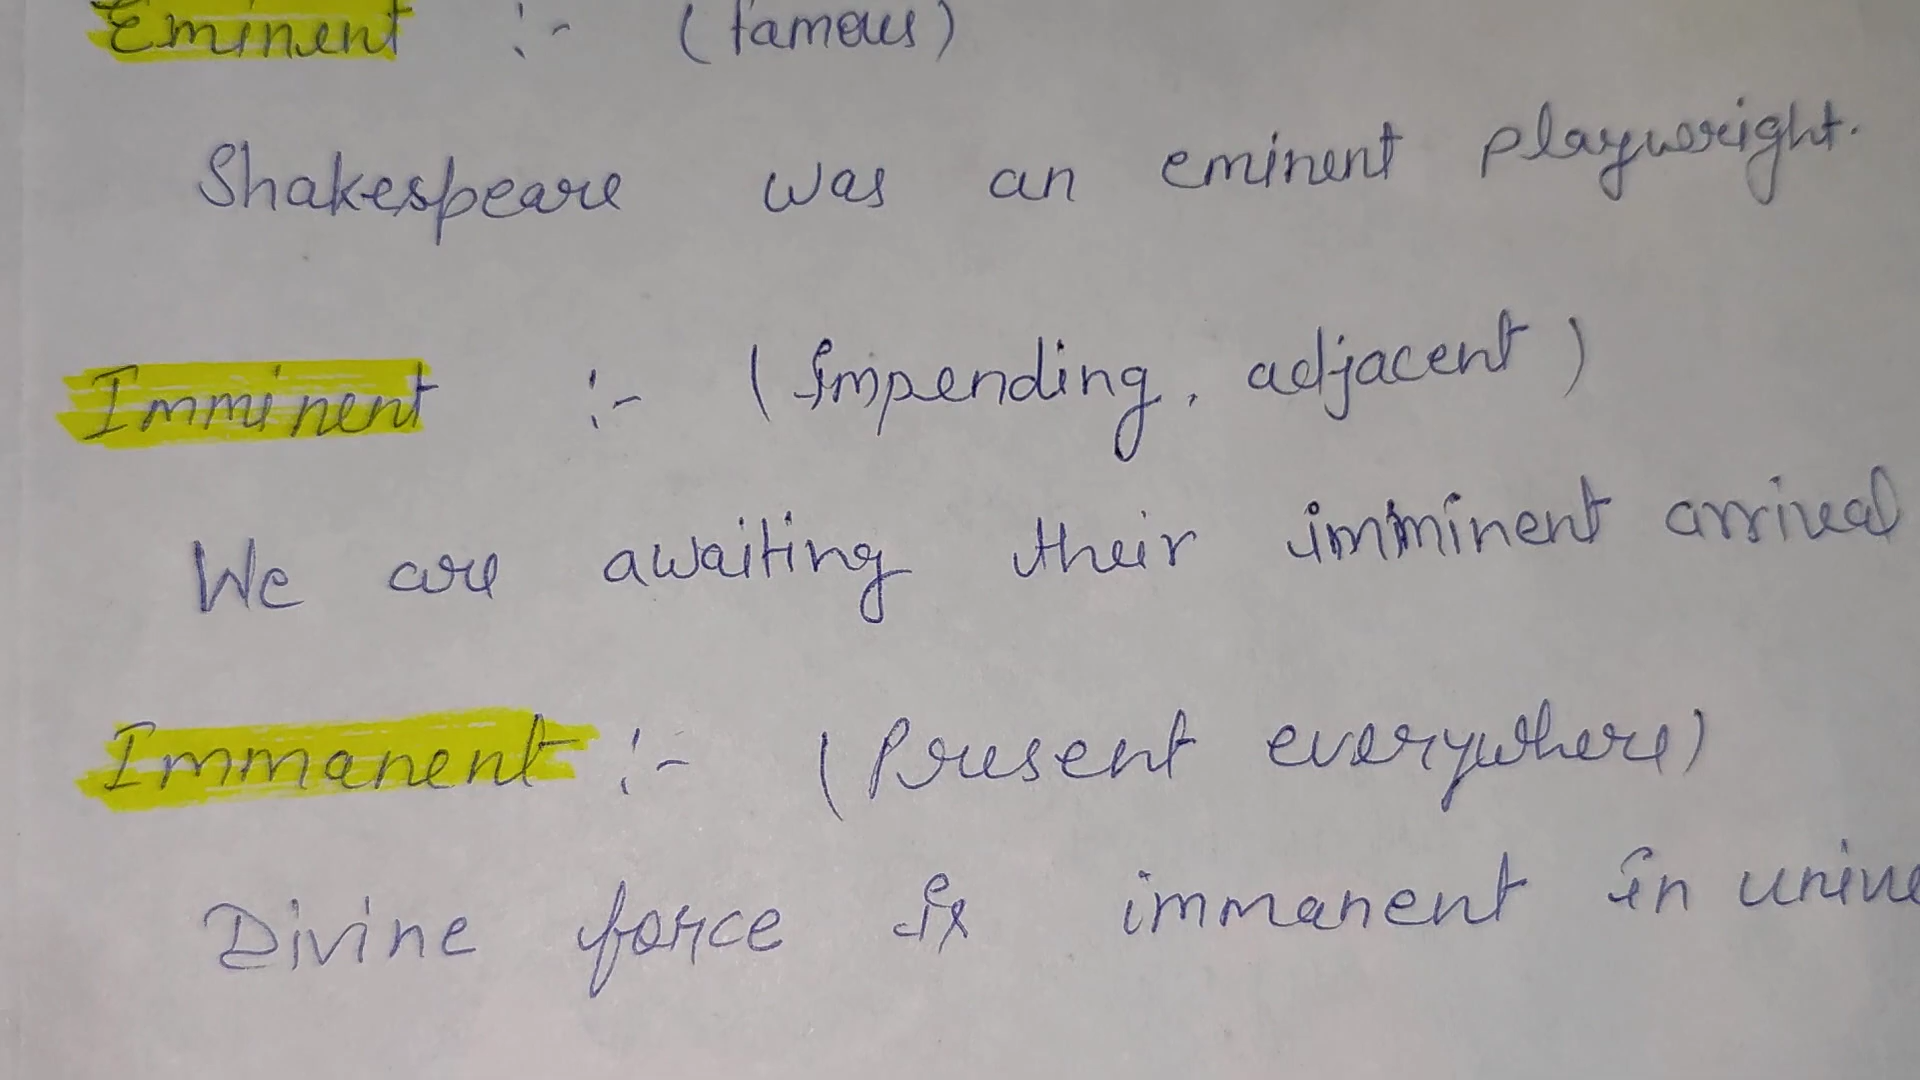 Eminent :- (famous)
Shakespeare was an eminent playwright.
Imminent :- (Impending, adjacent)
We are awaiting their imminent arrival
Immanent :- (Present everywhere)
Divine force is immanent in